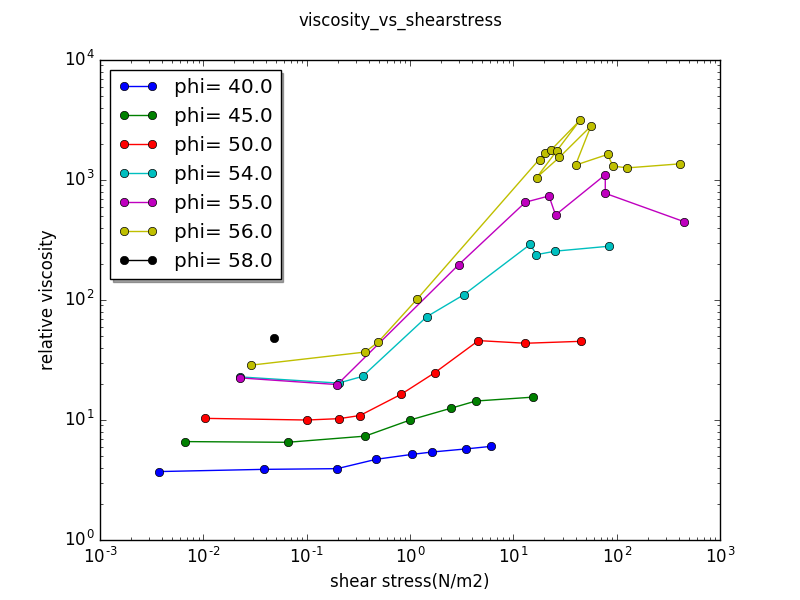 viscosity_vs_shearstress
10^4
10^3
10^2
10^1
10^0
relative viscosity
phi= 40.0
phi= 45.0
phi= 50.0
phi= 54.0
phi= 55.0
phi= 56.0
phi= 58.0
10^-3 10^-2 10^-1 10^0 10^1 10^2 10^3
shear stress(N/m2)